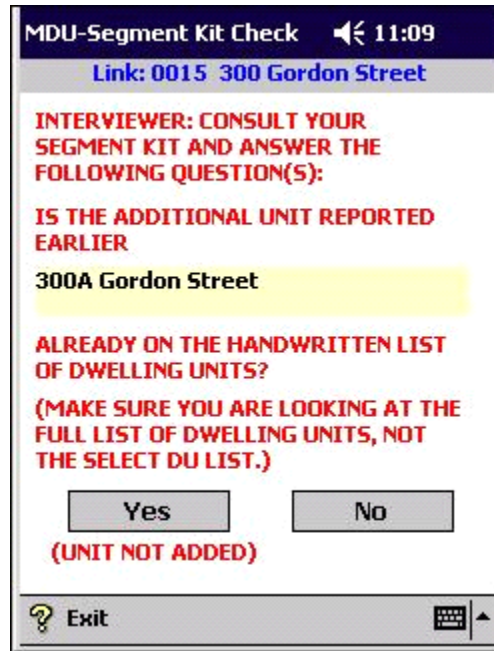 MDU-Segment Kit Check 11:09
Link: 0015 300 Gordon Street
INTERVIEWER: CONSULT YOUR
SEGMENT KIT AND ANSWER THE
FOLLOWING QUESTION(S):
IS THE ADDITIONAL UNIT REPORTED
EARLIER
300A Gordon Street
ALREADY ON THE HANDWRITTEN LIST
OF DWELLING UNITS?
(MAKE SURE YOU ARE LOOKING AT THE
FULL LIST OF DWELLING UNITS, NOT
THE SELECT DU LIST.)
Yes No
(UNIT NOT ADDED)
? Exit